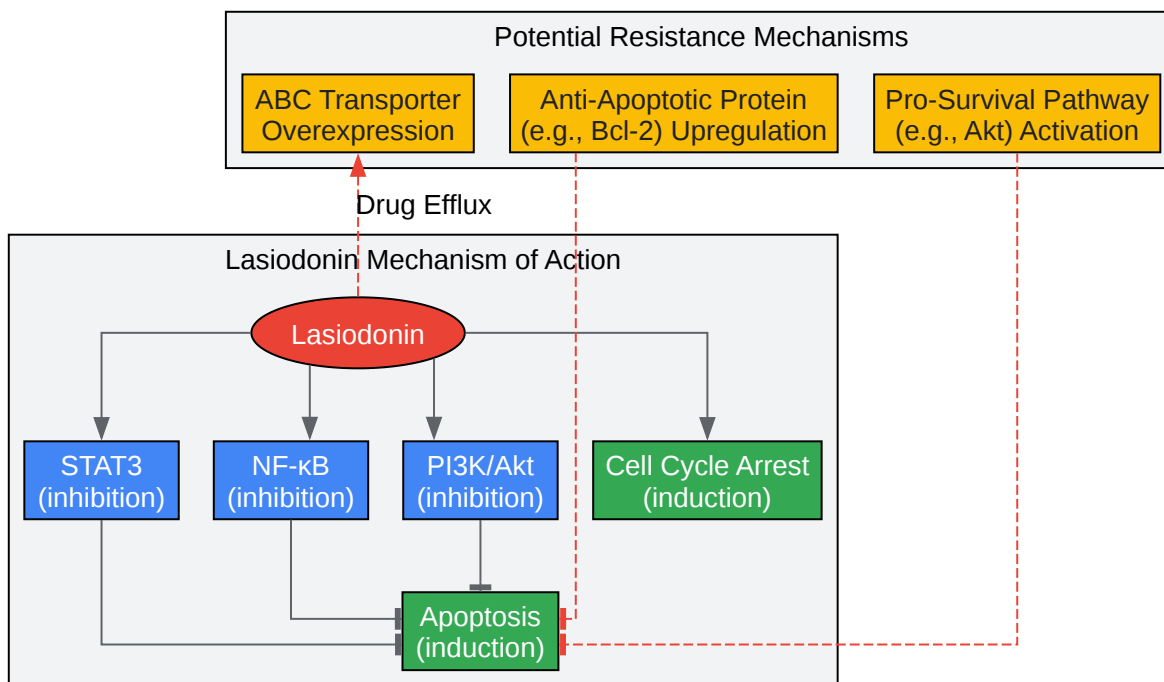 Potential Resistance Mechanisms
ABC Transporter
Overexpression
Anti-Apoptotic Protein
(e.g., Bcl-2) Upregulation
Pro-Survival Pathway
(e.g., Akt) Activation
Drug Efflux
Lasiodonin Mechanism of Action
Lasiodonin
STAT3
(inhibition)
NF-κB
(inhibition)
PI3K/Akt
(inhibition)
Cell Cycle Arrest
(induction)
Apoptosis
(induction)